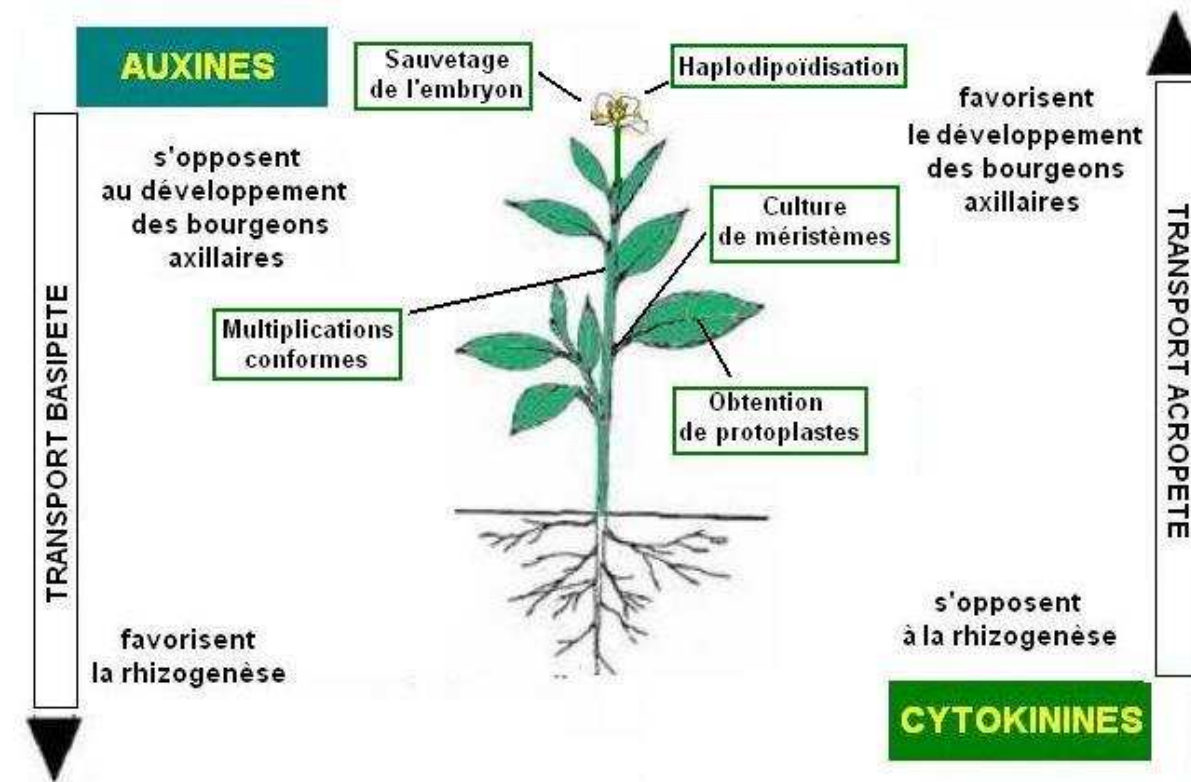 AUXINES
Sauvetage
de l'embryon
Haplodipoïdisation
favorisent
le développement
des bourgeons
axillaires
s'opposent
au développement
des bourgeons
axillaires
Culture
de méristèmes
Multiplications
conformes
Obtention
de protoplastes
TRANSPORT BASIPETE
TRANSPORT ACROPETE
favorisent
la rhizogenèse
s'opposent
à la rhizogenèse
CYTOKININES